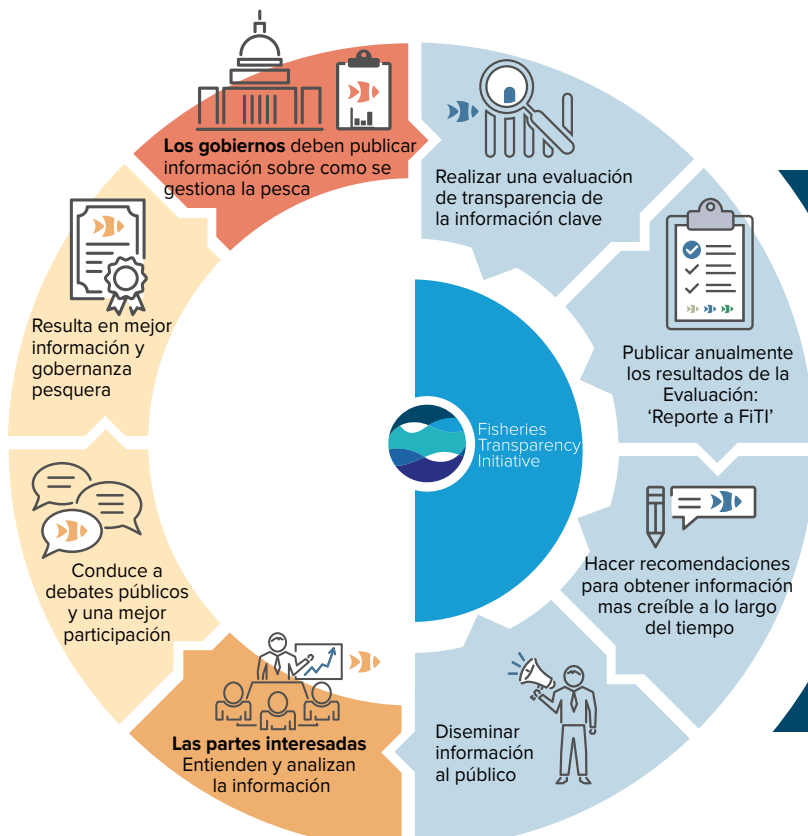 Los gobiernos deben publicar
información sobre como se
gestiona la pesca
Realizar una evaluación
de transparencia de
la información clave
Publicar anualmente
los resultados de la
Evaluación:
‘Reporte a FiTI’
Hacer recomendaciones
para obtener información
mas creíble a lo largo
del tiempo
Diseminar
información
al público
Las partes interesadas
Entienden y analizan
la información
Conduce a
debates públicos
y una mejor
participación
Resulta en mejor
información y
gobernanza
pesquera
Fisheries
Transparency
Initiative